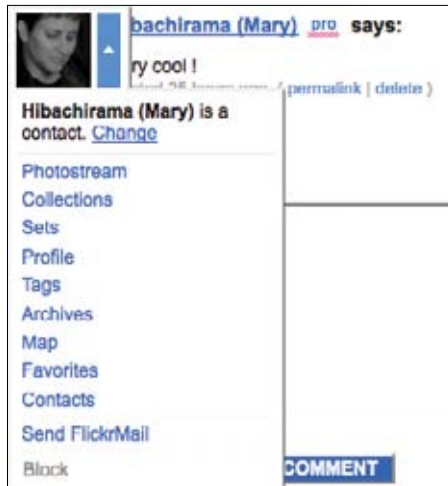 bachirama (Mary) pro says:
ry cool !
( permalink | delete )
Hibachirama (Mary) is a
contact. Change
Photostream
Collections
Sets
Profile
Tags
Archives
Map
Favorites
Contacts
Send FlickrMail
Block
COMMENT